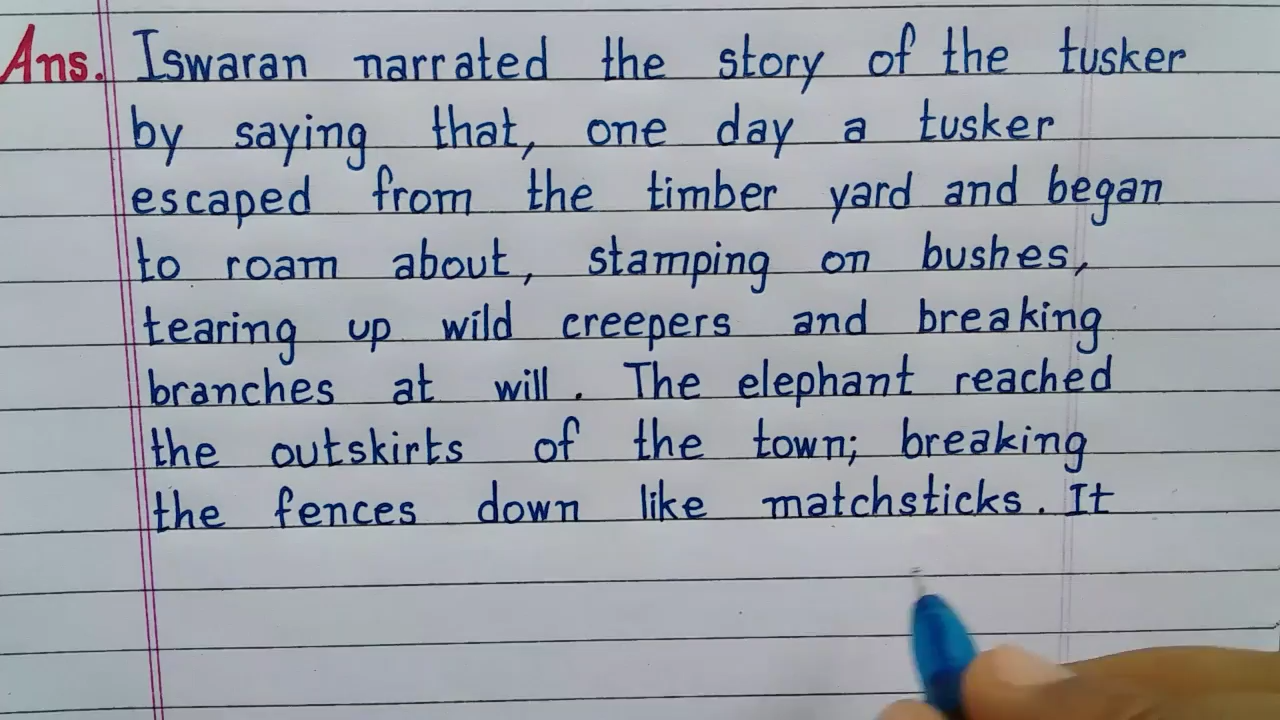 Ans. Iswaran narrated the story of the tusker
by saying that, one day a tusker
escaped from the timber yard and began
to roam about, stamping on bushes,
tearing up wild creepers and breaking
branches at will. The elephant reached
the outskirts of the town; breaking
the fences down like matchsticks. It